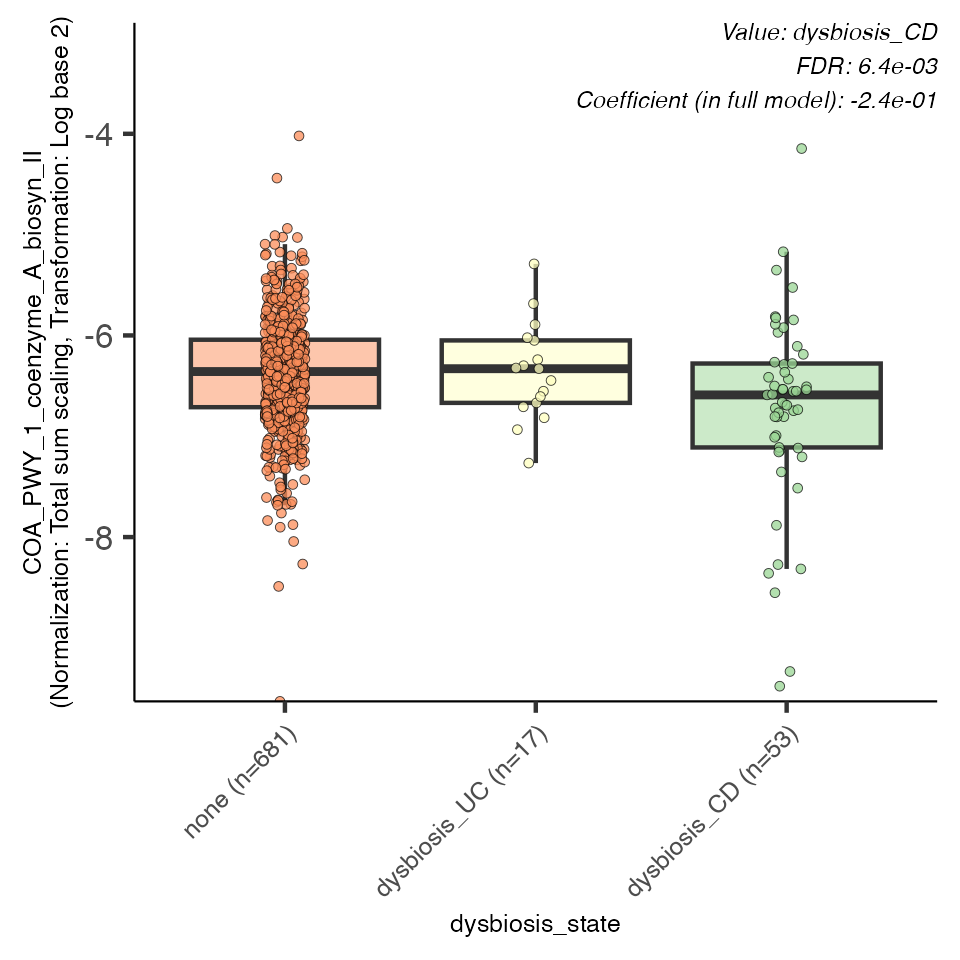 Value: dysbiosis_CD
FDR: 6.4e-03
Coefficient (in full model): -2.4e-01
COA_PWY_1_coenzyme_A_biosyn_II
(Normalization: Total sum scaling, Transformation: Log base 2)
-4
-6
-8
none (n=681)
dysbiosis_UC (n=17)
dysbiosis_CD (n=53)
dysbiosis_state